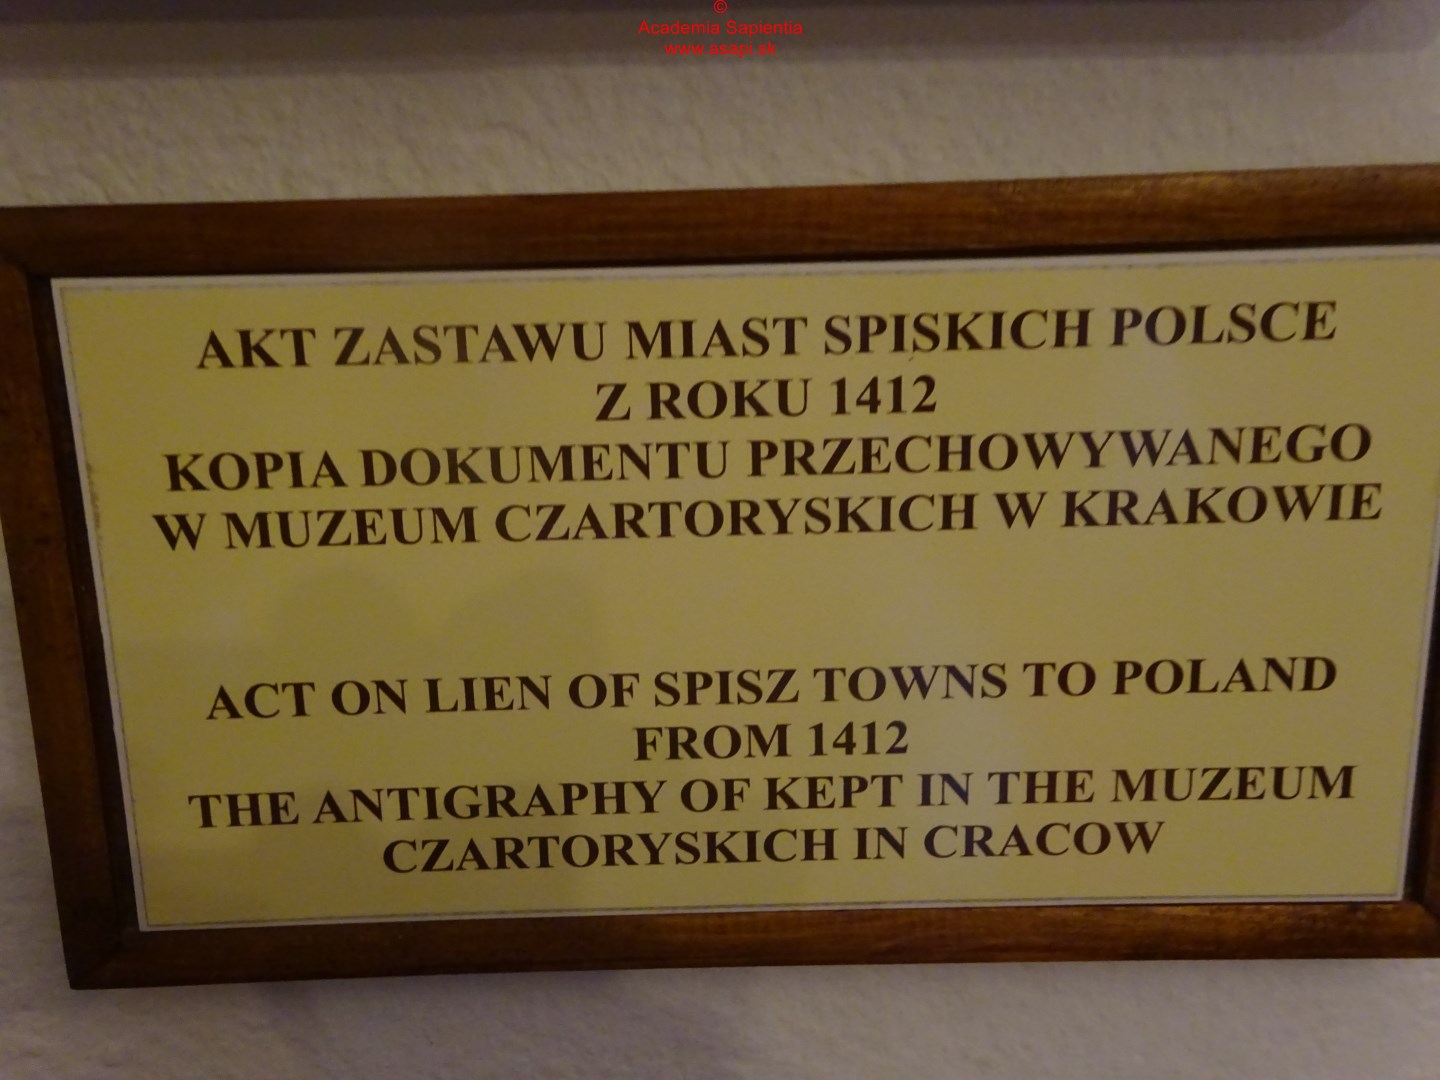 ©
Academia Sapientia
www.asapi.sk
AKT ZASTAWU MIAST SPISKICH POLSCE
Z ROKU 1412
KOPIA DOKUMENTU PRZECHOWYWANEGO
W MUZEUM CZARTORYSKICH W KRAKOWIE
ACT ON LIEN OF SPISZ TOWNS TO POLAND
FROM 1412
THE ANTIGRAPHY OF KEPT IN THE MUZEUM
CZARTORYSKICH IN CRACOW